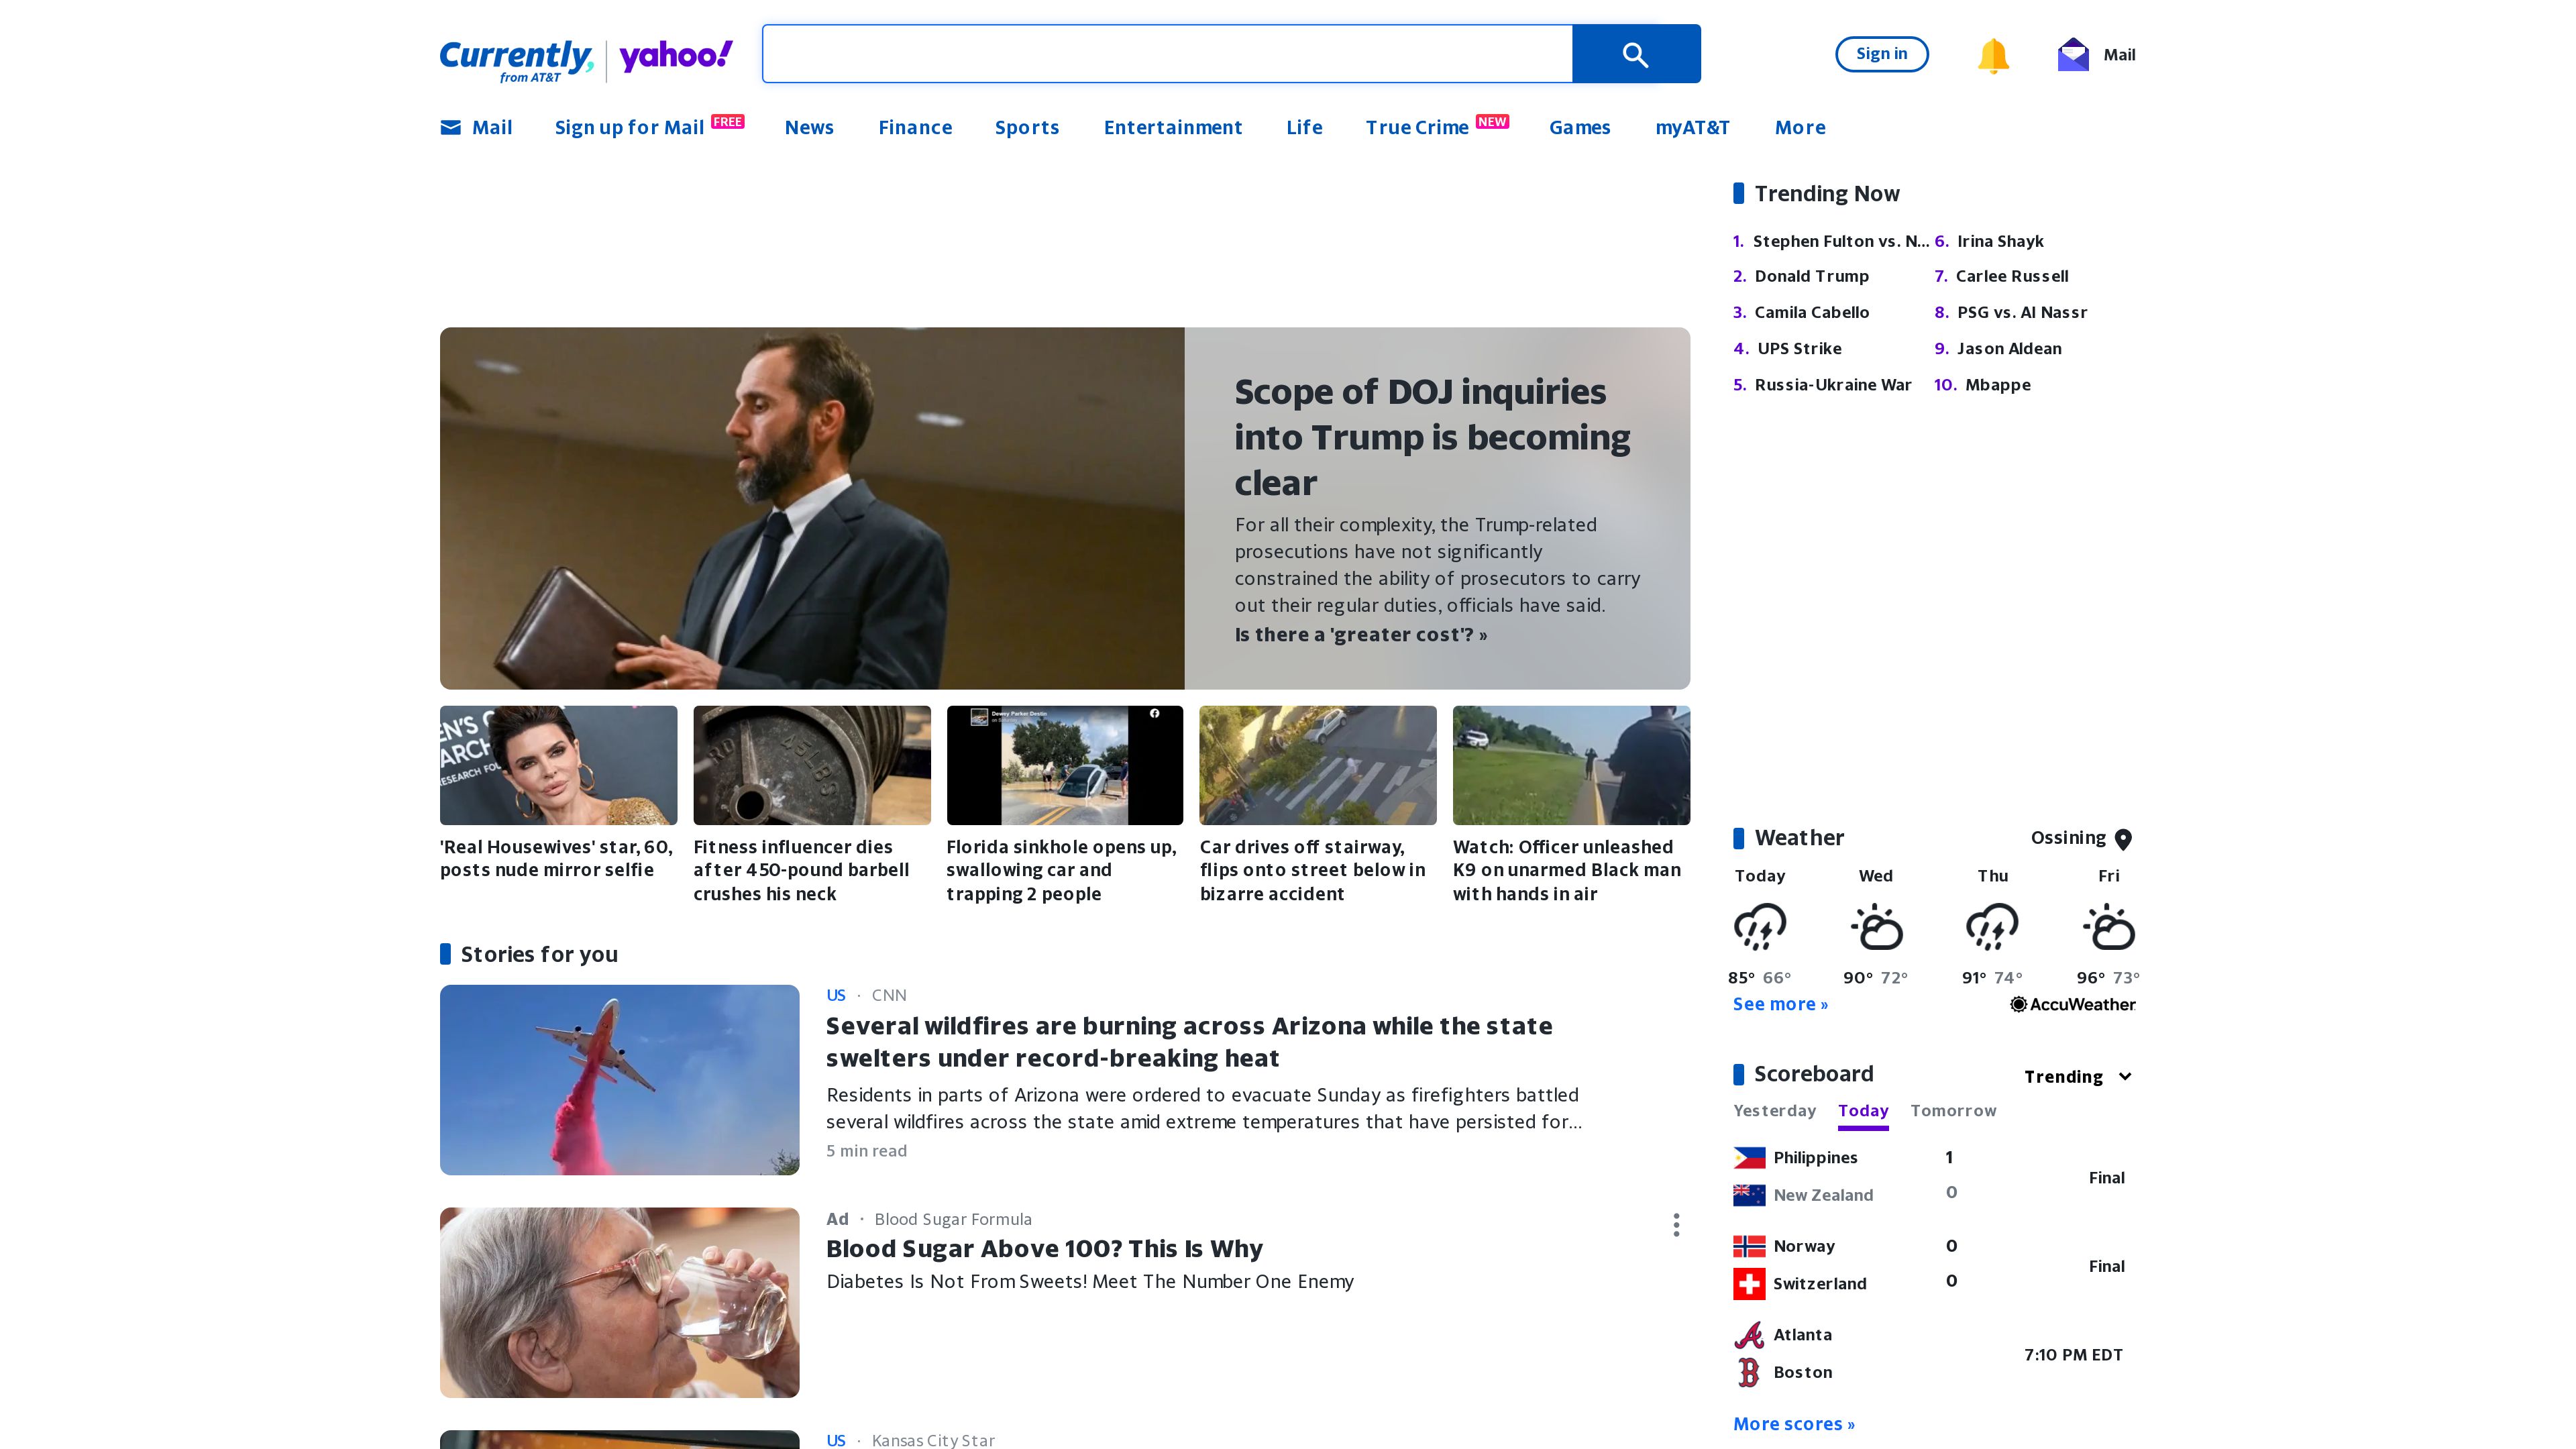 Currently, yahoo!
from AT&T
Sign in
Mail
Mail
Sign up for Mail FREE
News
Finance
Sports
Entertainment
Life
True Crime NEW
Games
myAT&T
More
Scope of DOJ inquiries
into Trump is becoming
clear
For all their complexity, the Trump-related
prosecutions have not significantly
constrained the ability of prosecutors to carry
out their regular duties, officials have said.
Is there a 'greater cost'? »
EN'S
ARCH
RESEARCH FOU
45LBS
Dewey Parker Destin
'Real Housewives' star, 60,
posts nude mirror selfie
Fitness influencer dies
after 450-pound barbell
crushes his neck
Florida sinkhole opens up,
swallowing car and
trapping 2 people
Car drives off stairway,
flips onto street below in
bizarre accident
Watch: Officer unleashed
K9 on unarmed Black man
with hands in air
Stories for you
US · CNN
Several wildfires are burning across Arizona while the state
swelters under record-breaking heat
Residents in parts of Arizona were ordered to evacuate Sunday as firefighters battled
several wildfires across the state amid extreme temperatures that have persisted for...
5 min read
Ad · Blood Sugar Formula
Blood Sugar Above 100? This Is Why
Diabetes Is Not From Sweets! Meet The Number One Enemy
US · Kansas City Star
Trending Now
1. Stephen Fulton vs. N...
2. Donald Trump
3. Camila Cabello
4. UPS Strike
5. Russia-Ukraine War
6. Irina Shayk
7. Carlee Russell
8. PSG vs. Al Nassr
9. Jason Aldean
10. Mbappe
Weather
Ossining
Today Wed Thu Fri
85° 66° 90° 72° 91° 74° 96° 73°
See more »
AccuWeather
Scoreboard
Trending
Yesterday Today Tomorrow
Philippines 1
New Zealand 0
Final
Norway 0
Switzerland 0
Final
Atlanta
Boston
7:10 PM EDT
More scores »